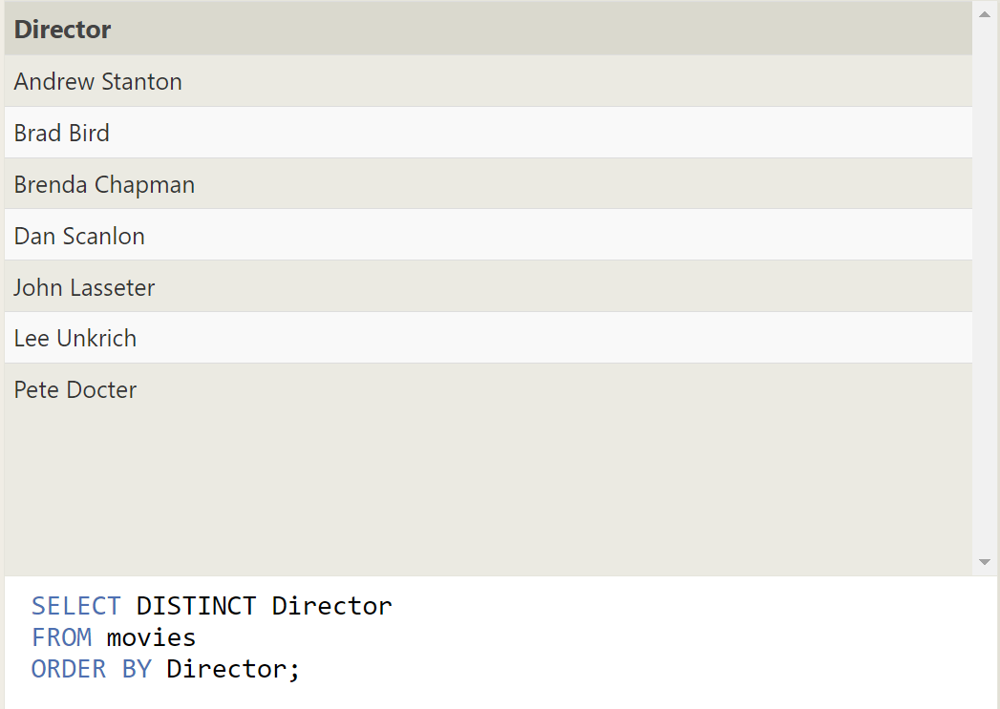 Director
Andrew Stanton
Brad Bird
Brenda Chapman
Dan Scanlon
John Lasseter
Lee Unkrich
Pete Docter
SELECT DISTINCT Director
FROM movies
ORDER BY Director;